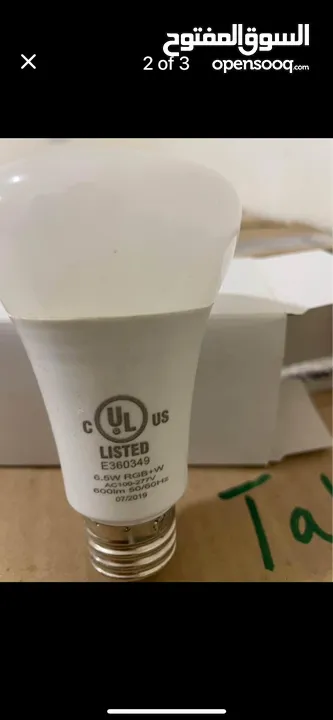 السوق المفتوح
2 of 3
opensooq.com
C UL US
LISTED
E360349
6.5W RGB+W
AC100-277V
600lm 50/60Hz
07/2019
Ta